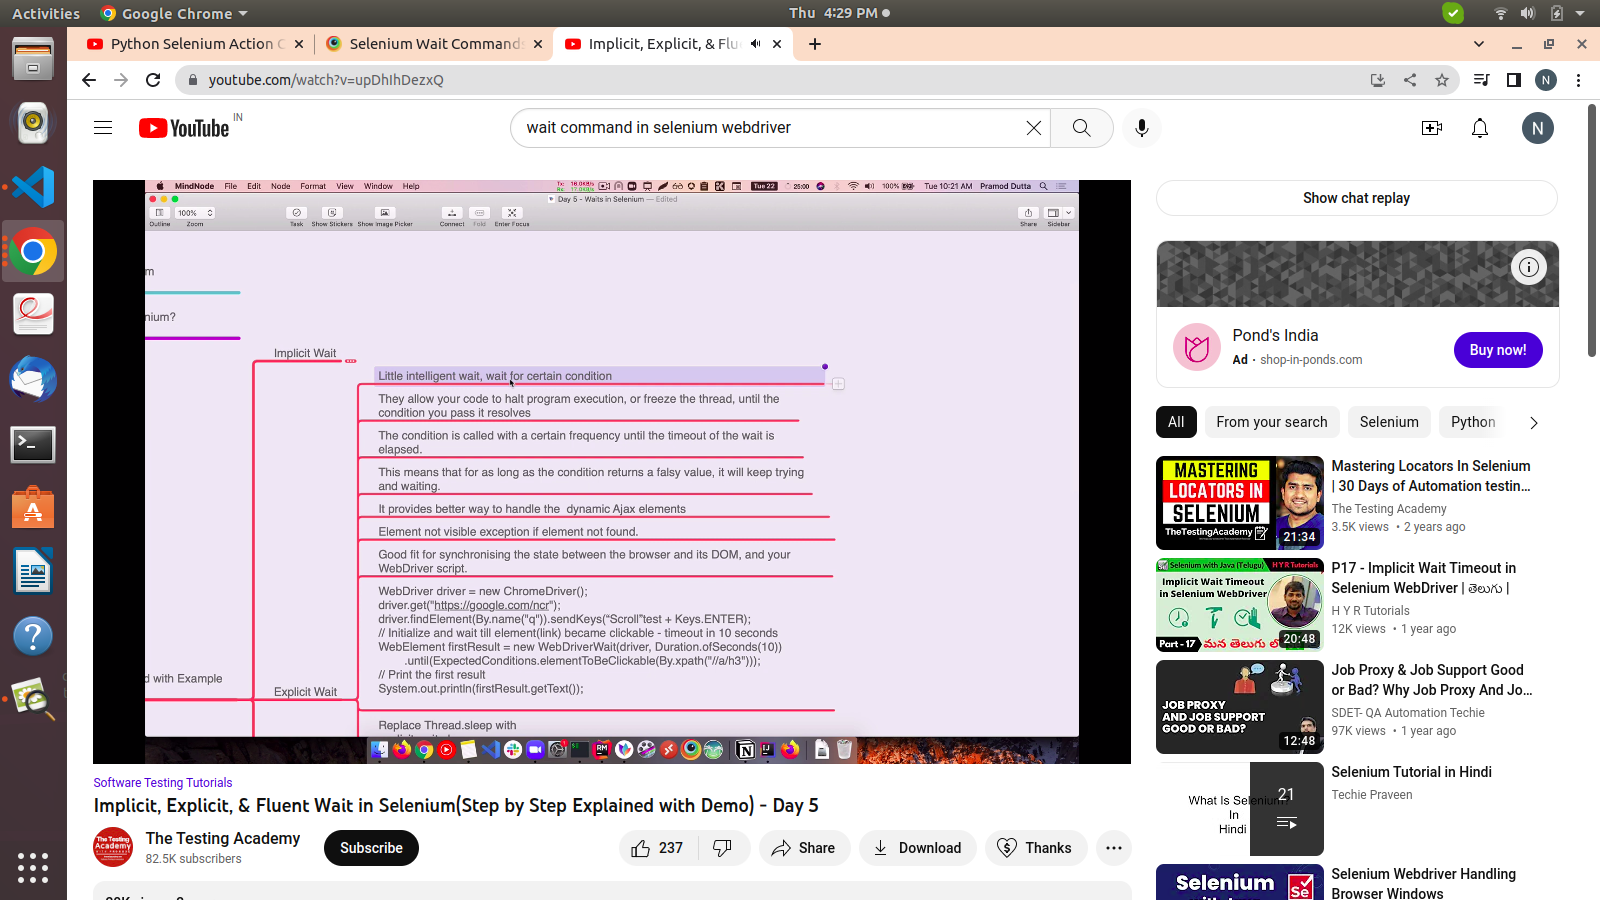 Activities
Google Chrome
Thu 4:29 PM
Python Selenium Action C
Selenium Wait Commands
Implicit, Explicit, & Flu
youtube.com/watch?v=upDhIhDezxQ
N
YouTube IN
wait command in selenium webdriver
N
MindNode File Edit Node Format View Window Help
Tue 22
25:00
100%
Tue 10:21 AM Pramod Dutta
Day 5 - Waits in Selenium — Edited
100%
Outline Zoom Task Show Stickers Show Image Picker Connect Fold Enter Focus Share Sidebar
m
nium?
Implicit Wait
Little intelligent wait, wait for certain condition
They allow your code to halt program execution, or freeze the thread, until the
condition you pass it resolves
The condition is called with a certain frequency until the timeout of the wait is
elapsed.
This means that for as long as the condition returns a falsy value, it will keep trying
and waiting.
It provides better way to handle the  dynamic Ajax elements
Element not visible exception if element not found.
Good fit for synchronising the state between the browser and its DOM, and your
WebDriver script.
WebDriver driver = new ChromeDriver();
driver.get("https://google.com/ncr");
driver.findElement(By.name("q")).sendKeys("Scroll"test + Keys.ENTER);
// Initialize and wait till element(link) became clickable - timeout in 10 seconds
WebElement firstResult = new WebDriverWait(driver, Duration.ofSeconds(10))
.until(ExpectedConditions.elementToBeClickable(By.xpath("//a/h3")));
// Print the first result
System.out.println(firstResult.getText());
d with Example
Explicit Wait
Replace Thread.sleep with
Software Testing Tutorials
Implicit, Explicit, & Fluent Wait in Selenium(Step by Step Explained with Demo) - Day 5
The Testing Academy
82.5K subscribers
Subscribe
237
Share
Download
Thanks
Show chat replay
Pond's India
Ad · shop-in-ponds.com
Buy now!
All
From your search
Selenium
Python
MASTERING
LOCATORS IN
SELENIUM
TheTestingAcademy
21:34
Mastering Locators In Selenium
| 30 Days of Automation testin...
The Testing Academy
3.5K views • 2 years ago
Selenium with Java (Telugu)
H Y R Tutorials
Implicit Wait Timeout
in Selenium WebDriver
Part - 17
మన తెలుగు లో
20:48
P17 - Implicit Wait Timeout in
Selenium WebDriver | తెలుగు |
H Y R Tutorials
12K views • 1 year ago
JOB PROXY
AND JOB SUPPORT
GOOD OR BAD?
12:48
Job Proxy & Job Support Good
or Bad? Why Job Proxy And Jo...
SDET- QA Automation Techie
97K views • 1 year ago
What Is Selenium?
In
Hindi
21
Selenium Tutorial in Hindi
Techie Praveen
Selenium
with
Se
Selenium Webdriver Handling
Browser Windows